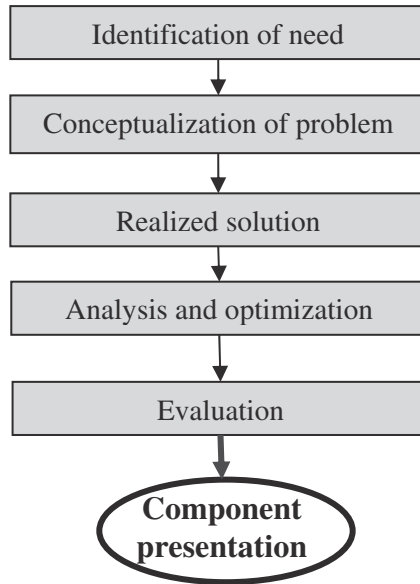 Identification of need
Conceptualization of problem
Realized solution
Analysis and optimization
Evaluation
Component
presentation